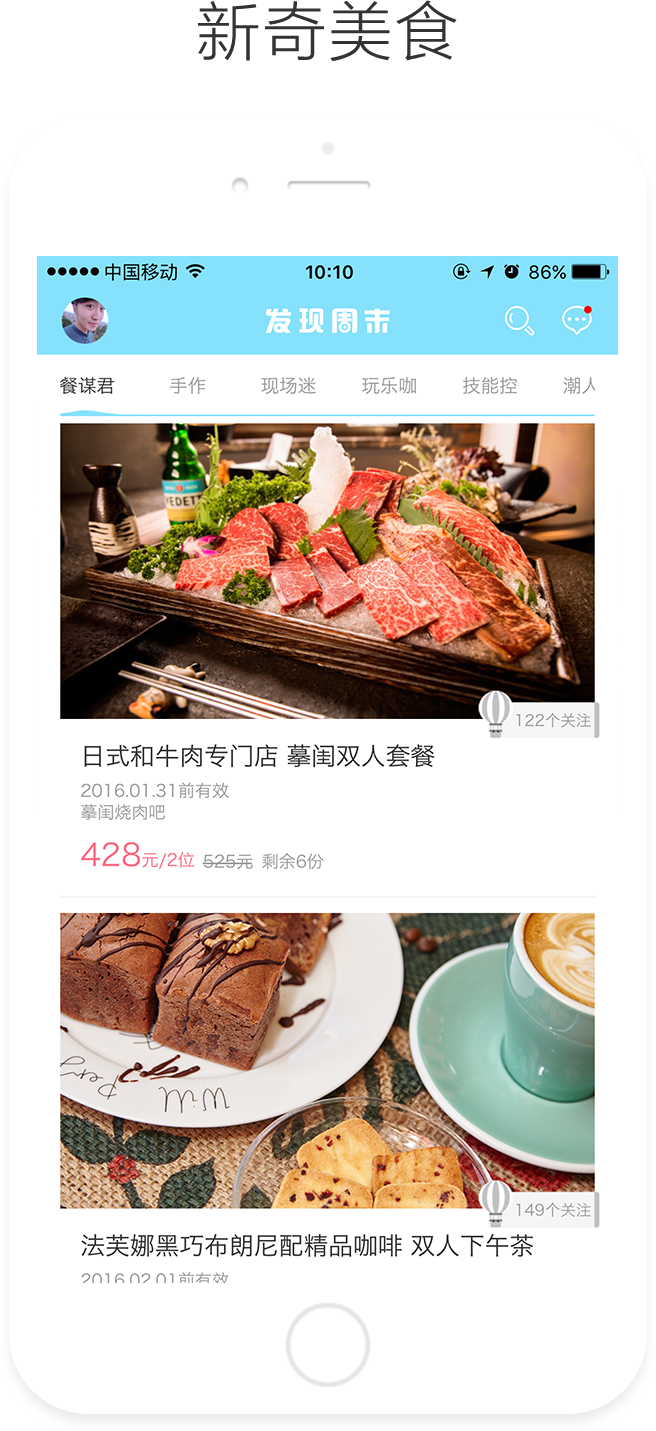 新奇美食
中国移动 10:10 86%
发现周末
餐谋君 手作 现场迷 玩乐咖 技能控 潮人
VEDETT
122个关注
日式和牛肉专门店 摹闺双人套餐
2016.01.31前有效
摹闺烧肉吧
428元/2位 525元 剩余6份
Will
149个关注
法芙娜黑巧布朗尼配精品咖啡 双人下午茶
2016.02.01前有效